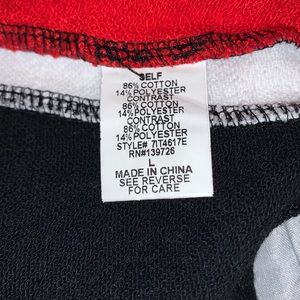 SELF
86% COTTON
14% POLYESTER
CONTRAST
86% COTTON
14% POLYESTER
CONTRAST
86% COTTON
14% POLYESTER
STYLE# 7IT4617E
RN#139726
L
MADE IN CHINA
SEE REVERSE
FOR CARE